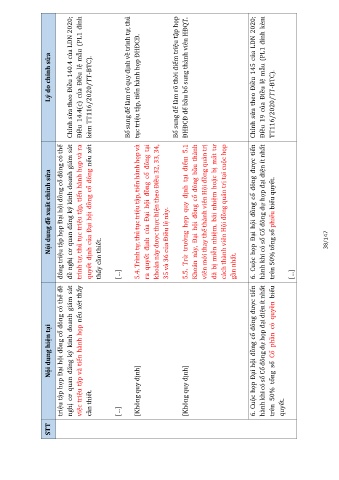 STT
Nội dung hiện tại
Nội dung đề xuất chỉnh sửa
Lý do chỉnh sửa
triệu tập họp Đại hội đồng cổ đông có thể đề
nghị cơ quan đăng ký kinh doanh giám sát
việc triệu tập và tiến hành họp nếu xét thấy
cần thiết.
[...]
[Không quy định]
[Không quy định]
6. Cuộc họp Đại hội đồng cổ đông được tiến
hành khi có số Cổ đông dự họp đại diện ít nhất
trên 50% tổng số Cổ phần có quyền biểu
quyết.
đông triệu tập họp Đại hội đồng cổ đông có thể
đề nghị cơ quan đăng ký kinh doanh giám sát
trình tự, thủ tục triệu tập, tiến hành họp và ra
quyết định của Đại hội đồng cổ đông nếu xét
thấy cần thiết.
[...]
5.4. Trình tự, thủ tục triệu tập, tiến hành họp và
ra quyết định của Đại hội đồng cổ đông tại
khoản này được thực hiện theo Điều 32, 33, 34,
35 và 36 của Điều lệ này.
5.5. Trừ trường hợp quy định tại điểm 5.1
Khoản này, Đại hội đồng cổ đông bầu thành
viên mới thay thế thành viên Hội đồng quản trị
đã bị miễn nhiệm, bãi nhiệm hoặc bị mất tư
cách thành viên Hội đồng quản trị tại cuộc họp
gần nhất.
6. Cuộc họp Đại hội đồng cổ đông được tiến
hành khi có số Cổ đông dự họp đại diện ít nhất
trên 50% tổng số phiếu biểu quyết.
[...]
Chỉnh sửa theo Điều 140.4 của LDN 2020;
Điều 14.4(c) của Điều lệ mẫu (PL1 đính
kèm TT116/2020/TT-BTC).
Bổ sung để làm rõ quy định về trình tự, thủ
tục triệu tập, tiến hành họp ĐHĐCĐ.
Bổ sung để làm rõ thời điểm triệu tập họp
ĐHĐCĐ để bầu bổ sung thành viên HĐQT.
Chỉnh sửa theo Điều 145 của LDN 2020;
Điều 19 của Điều lệ mẫu (PL1 đính kèm
TT116/2020/TT-BTC).
38|147